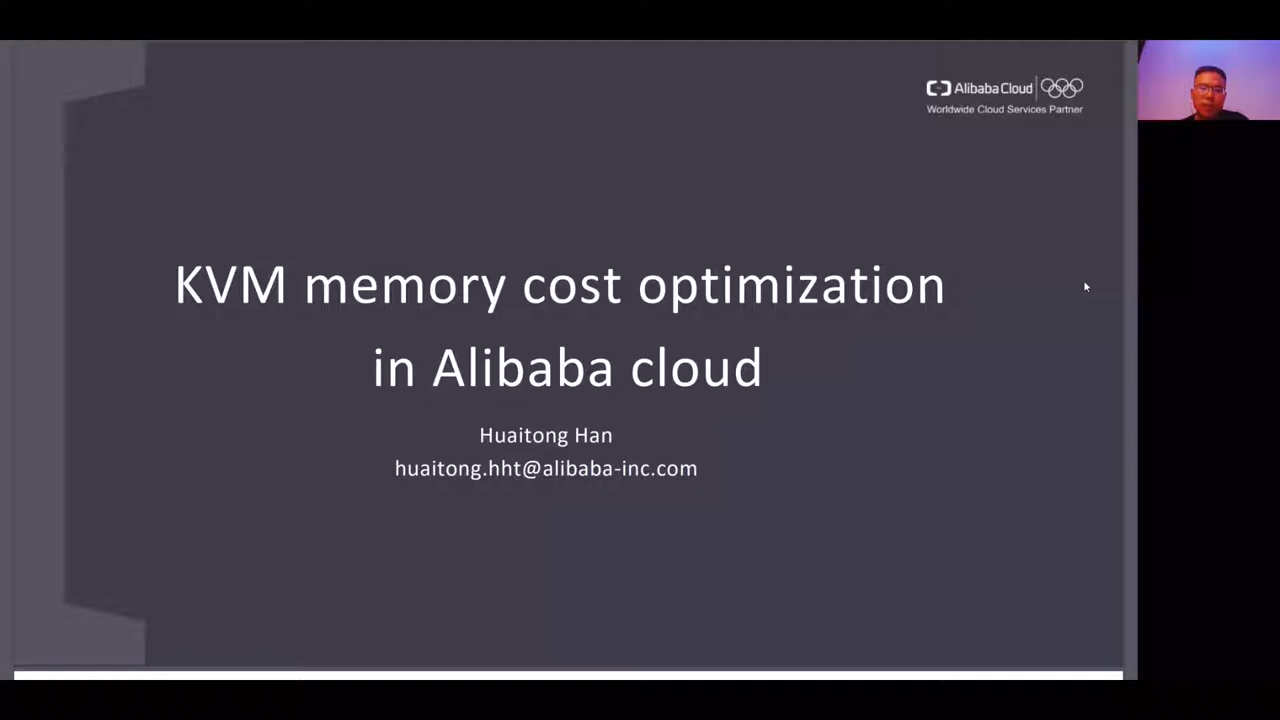 Alibaba Cloud
Worldwide Cloud Services Partner
KVM memory cost optimization
in Alibaba cloud
Huaitong Han
huaitong.hht@alibaba-inc.com